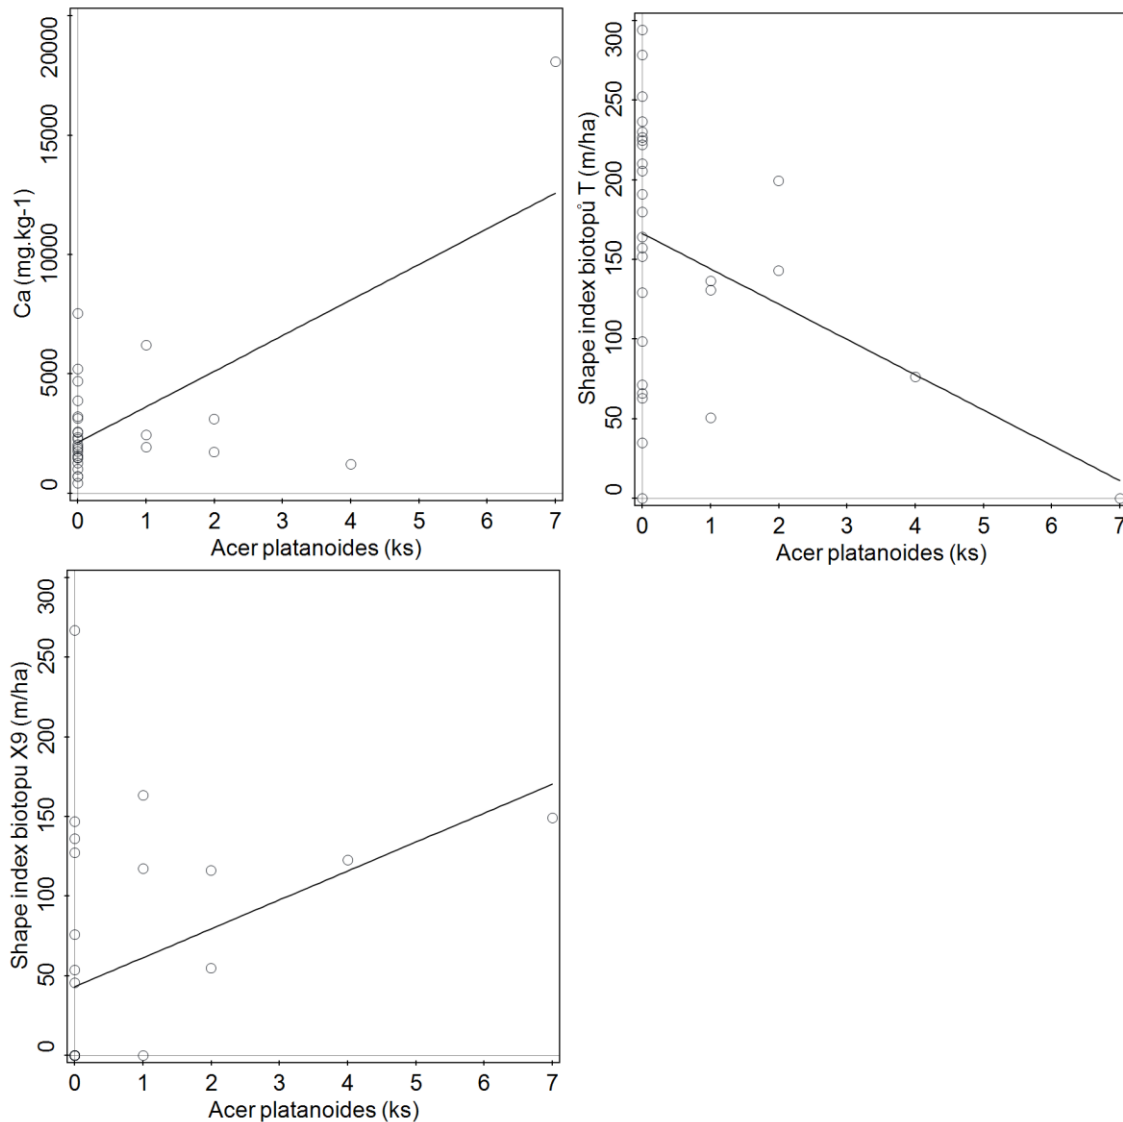 Ca (mg.kg-1)
0 5000 10000 15000 20000
0 1 2 3 4 5 6 7
Acer platanoides (ks)
Shape index biotopů T (m/ha)
0 50 100 150 200 250 300
0 1 2 3 4 5 6 7
Acer platanoides (ks)
Shape index biotopu X9 (m/ha)
0 50 100 150 200 250 300
0 1 2 3 4 5 6 7
Acer platanoides (ks)